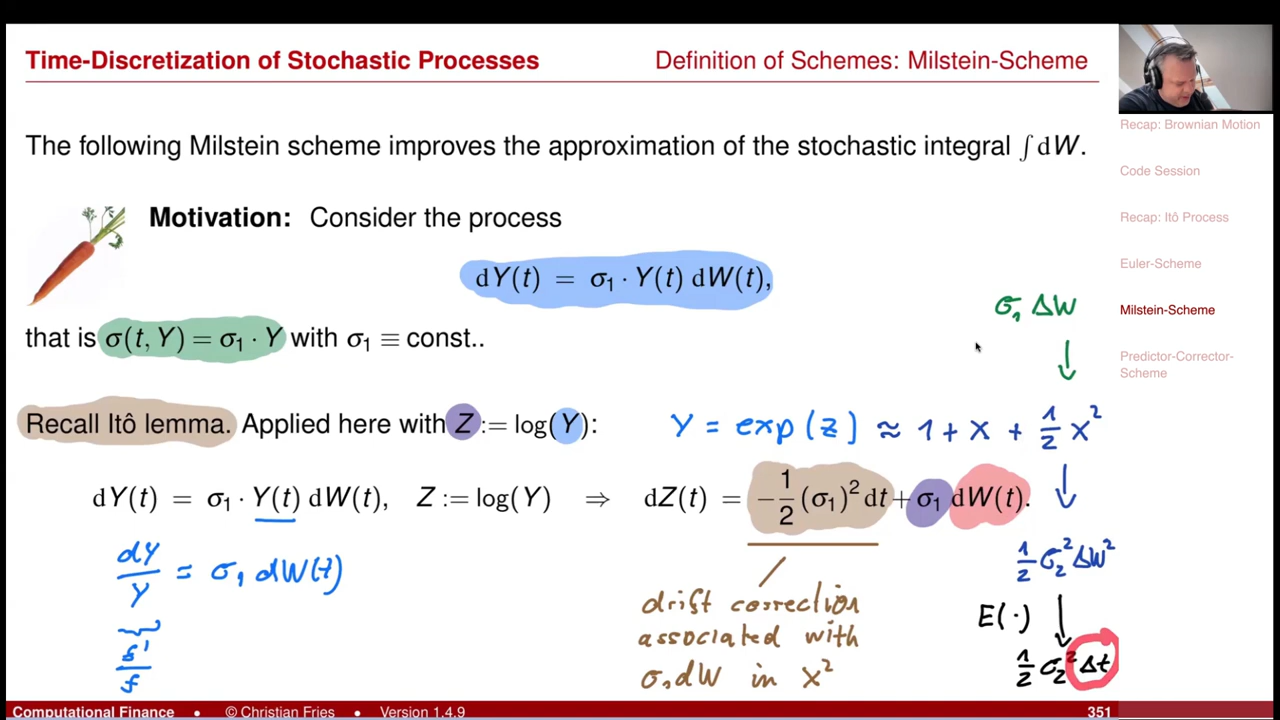 Time-Discretization of Stochastic Processes
Definition of Schemes: Milstein-Scheme
The following Milstein scheme improves the approximation of the stochastic integral ∫ dW.
Motivation: Consider the process
dY(t) = σ₁ · Y(t) dW(t),
that is σ(t, Y) = σ₁ · Y with σ₁ ≡ const..
σ₁ ΔW
↓
Recall Itô lemma. Applied here with Z := log(Y):
Y = exp(z) ≈ 1 + x + 1/2 x²
dY(t) = σ₁ · Y(t) dW(t), Z := log(Y) ⇒ dZ(t) = −1/2 (σ₁)² dt + σ₁ dW(t).
↓
dY/Y = σ₁ dW(t)
f'/f
drift correction
associated with
σ₁ dW in x²
1/2 σ₂² ΔW²
E(·) ↓
1/2 σ₂² Δt
Recap: Brownian Motion
Code Session
Recap: Itô Process
Euler-Scheme
Milstein-Scheme
Predictor-Corrector-
Scheme
Computational Finance • © Christian Fries • Version 1.4.9
351